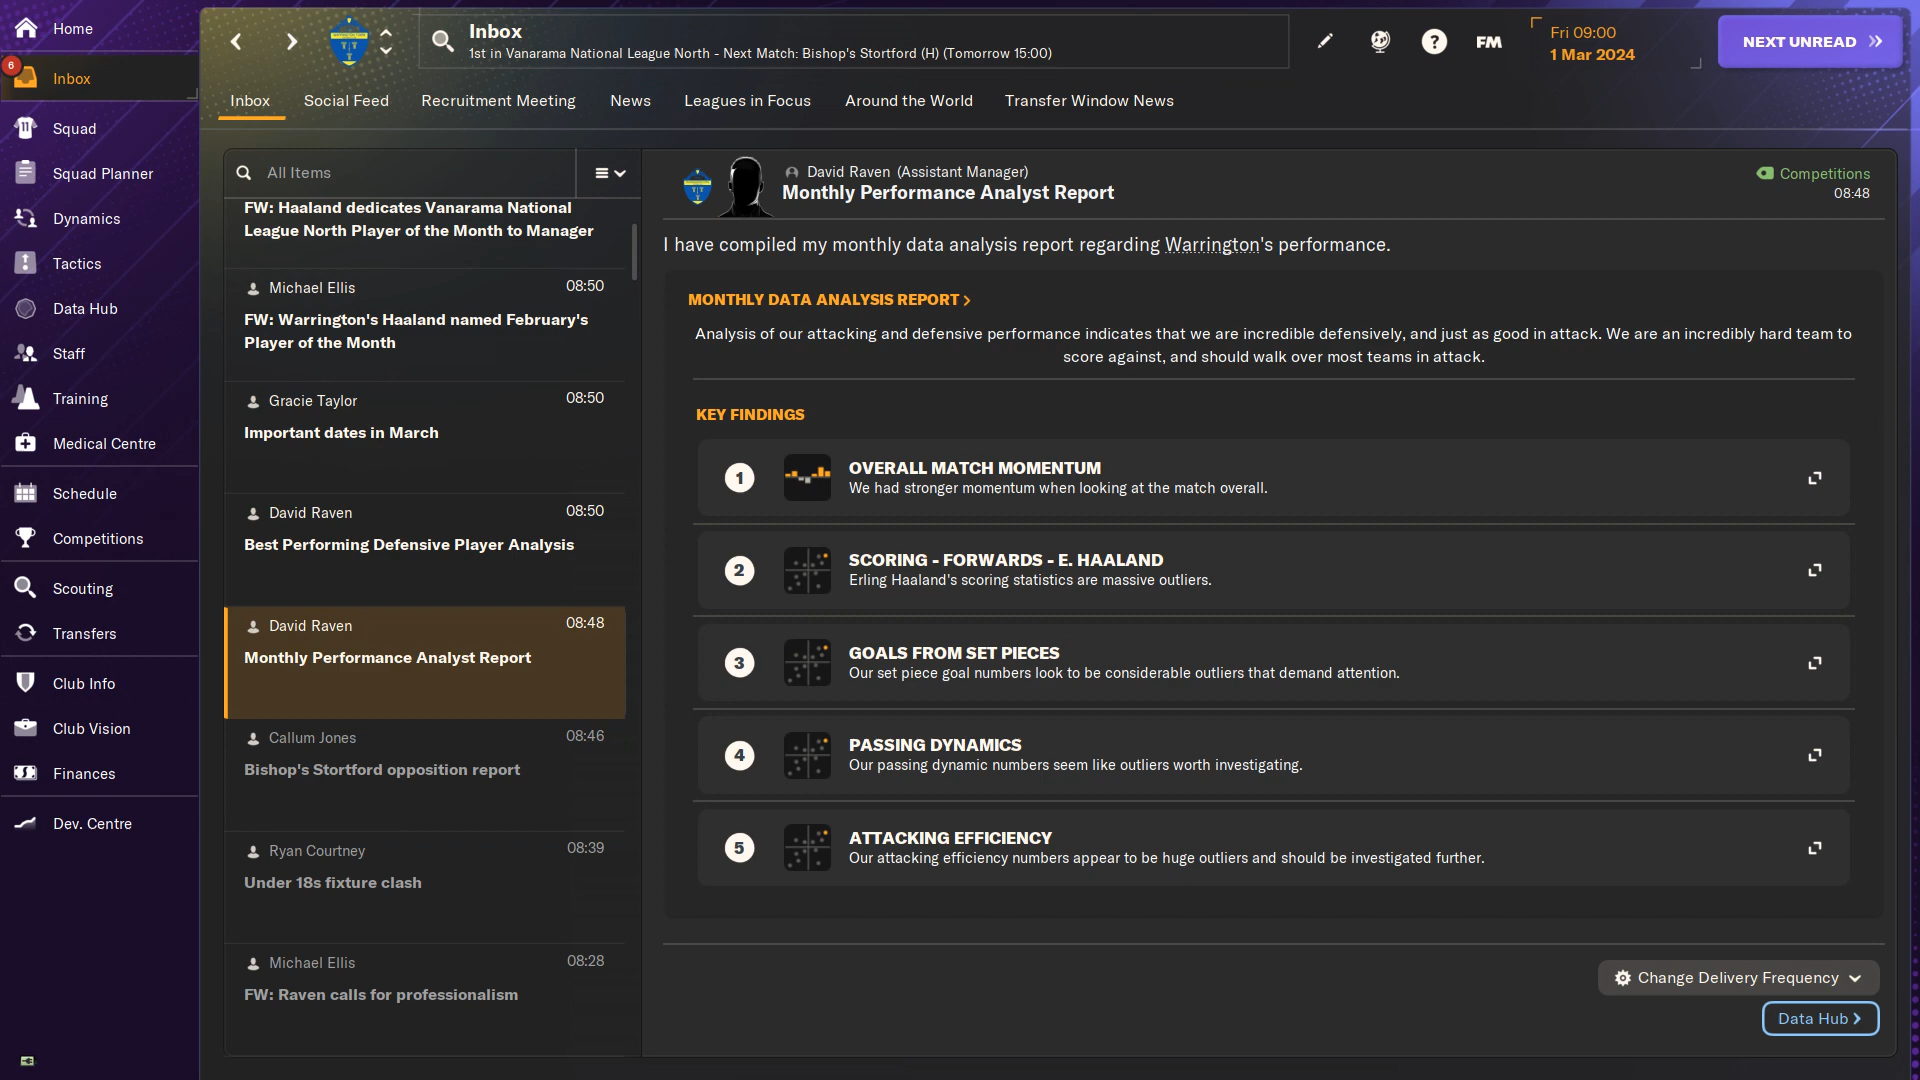 Home
6
Inbox
Squad
Squad Planner
Dynamics
Tactics
Data Hub
Staff
Training
Medical Centre
Schedule
Competitions
Scouting
Transfers
Club Info
Club Vision
Finances
Dev. Centre
Inbox
1st in Vanarama National League North - Next Match: Bishop's Stortford (H) (Tomorrow 15:00)
?
FM
Fri 09:00
1 Mar 2024
NEXT UNREAD
Inbox
Social Feed
Recruitment Meeting
News
Leagues in Focus
Around the World
Transfer Window News
All Items
FW: Haaland dedicates Vanarama National
League North Player of the Month to Manager
Michael Ellis
08:50
FW: Warrington's Haaland named February's
Player of the Month
Gracie Taylor
08:50
Important dates in March
David Raven
08:50
Best Performing Defensive Player Analysis
David Raven
08:48
Monthly Performance Analyst Report
Callum Jones
08:46
Bishop's Stortford opposition report
Ryan Courtney
08:39
Under 18s fixture clash
Michael Ellis
08:28
FW: Raven calls for professionalism
David Raven (Assistant Manager)
Monthly Performance Analyst Report
Competitions
08:48
I have compiled my monthly data analysis report regarding Warrington's performance.
MONTHLY DATA ANALYSIS REPORT
Analysis of our attacking and defensive performance indicates that we are incredible defensively, and just as good in attack. We are an incredibly hard team to
score against, and should walk over most teams in attack.
KEY FINDINGS
1
OVERALL MATCH MOMENTUM
We had stronger momentum when looking at the match overall.
2
SCORING - FORWARDS - E. HAALAND
Erling Haaland's scoring statistics are massive outliers.
3
GOALS FROM SET PIECES
Our set piece goal numbers look to be considerable outliers that demand attention.
4
PASSING DYNAMICS
Our passing dynamic numbers seem like outliers worth investigating.
5
ATTACKING EFFICIENCY
Our attacking efficiency numbers appear to be huge outliers and should be investigated further.
Change Delivery Frequency
Data Hub